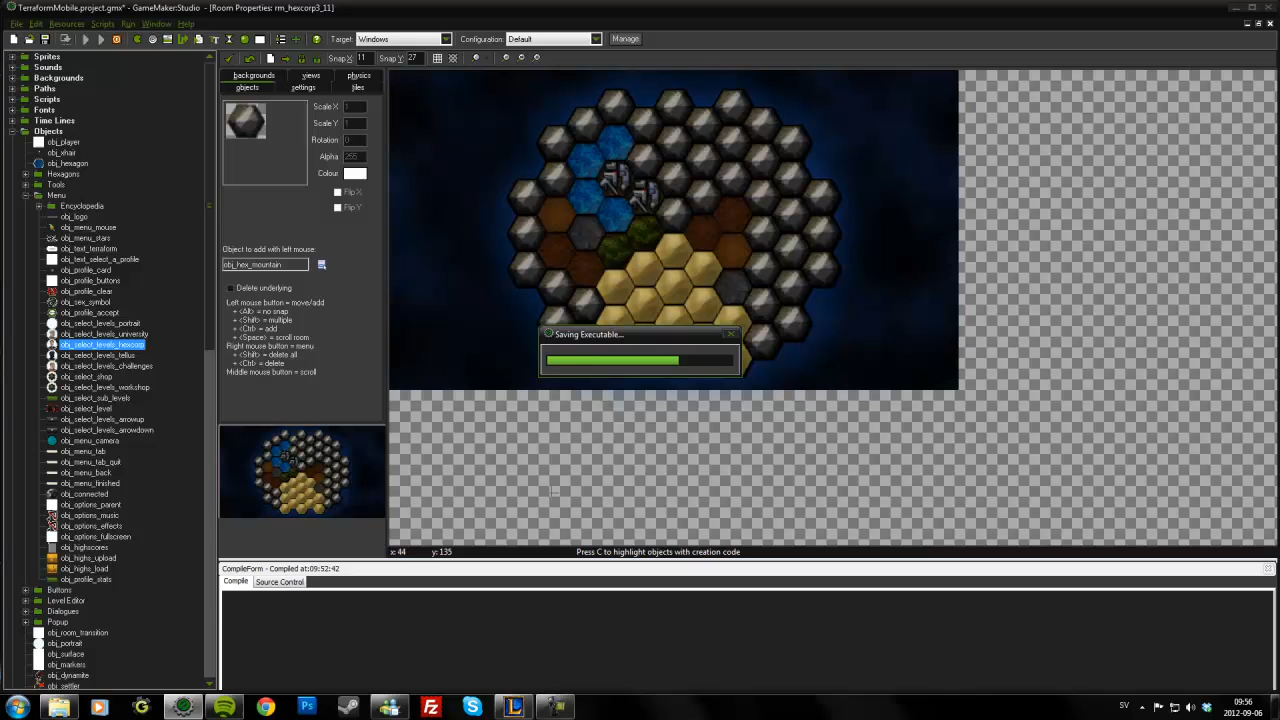 TerraformMobile.project.gmx* - GameMaker:Studio - [Room Properties: rm_hexcorp3_11]
File Edit Resources Scripts Run Window Help
Target: Windows Configuration: Default Manage
Snap X 11 Snap Y 27
Sprites
Sounds
Backgrounds
Paths
Scripts
Fonts
Time Lines
Objects
obj_player
obj_xhair
obj_hexagon
Hexagons
Tools
Menu
Encyclopedia
obj_logo
obj_menu_mouse
obj_menu_stars
obj_text_terraform
obj_text_select_a_profile
obj_profile_card
obj_profile_buttons
obj_profile_clear
obj_sex_symbol
obj_profile_accept
obj_select_levels_portrait
obj_select_levels_university
obj_select_levels_hexcorp
obj_select_levels_tellus
obj_select_levels_challenges
obj_select_shop
obj_select_levels_workshop
obj_select_sub_levels
obj_select_level
obj_select_levels_arrowup
obj_select_levels_arrowdown
obj_menu_camera
obj_menu_tab
obj_menu_tab_quit
obj_menu_back
obj_menu_finished
obj_connected
obj_options_parent
obj_options_music
obj_options_effects
obj_options_fullscreen
obj_highscores
obj_highs_upload
obj_highs_load
obj_profile_stats
Buttons
Level Editor
Dialogues
Popup
obj_room_transition
obj_portrait
obj_surface
obj_markers
obj_dynamite
obj_settler
backgrounds views physics
objects settings tiles
Scale X 1
Scale Y 1
Rotation 0
Alpha 255
Colour
Flip X
Flip Y
Object to add with left mouse:
obj_hex_mountain
Delete underlying
Left mouse button = move/add
+ <Alt> = no snap
+ <Shift> = multiple
+ <Ctrl> = add
+ <Space> = scroll room
Right mouse button = menu
+ <Shift> = delete all
+ <Ctrl> = delete
Middle mouse button = scroll
Saving Executable...
x: 44 y: 135 Press C to highlight objects with creation code
CompileForm - Compiled at:09:52:42
Compile Source Control
SV 09:56
2012-09-06